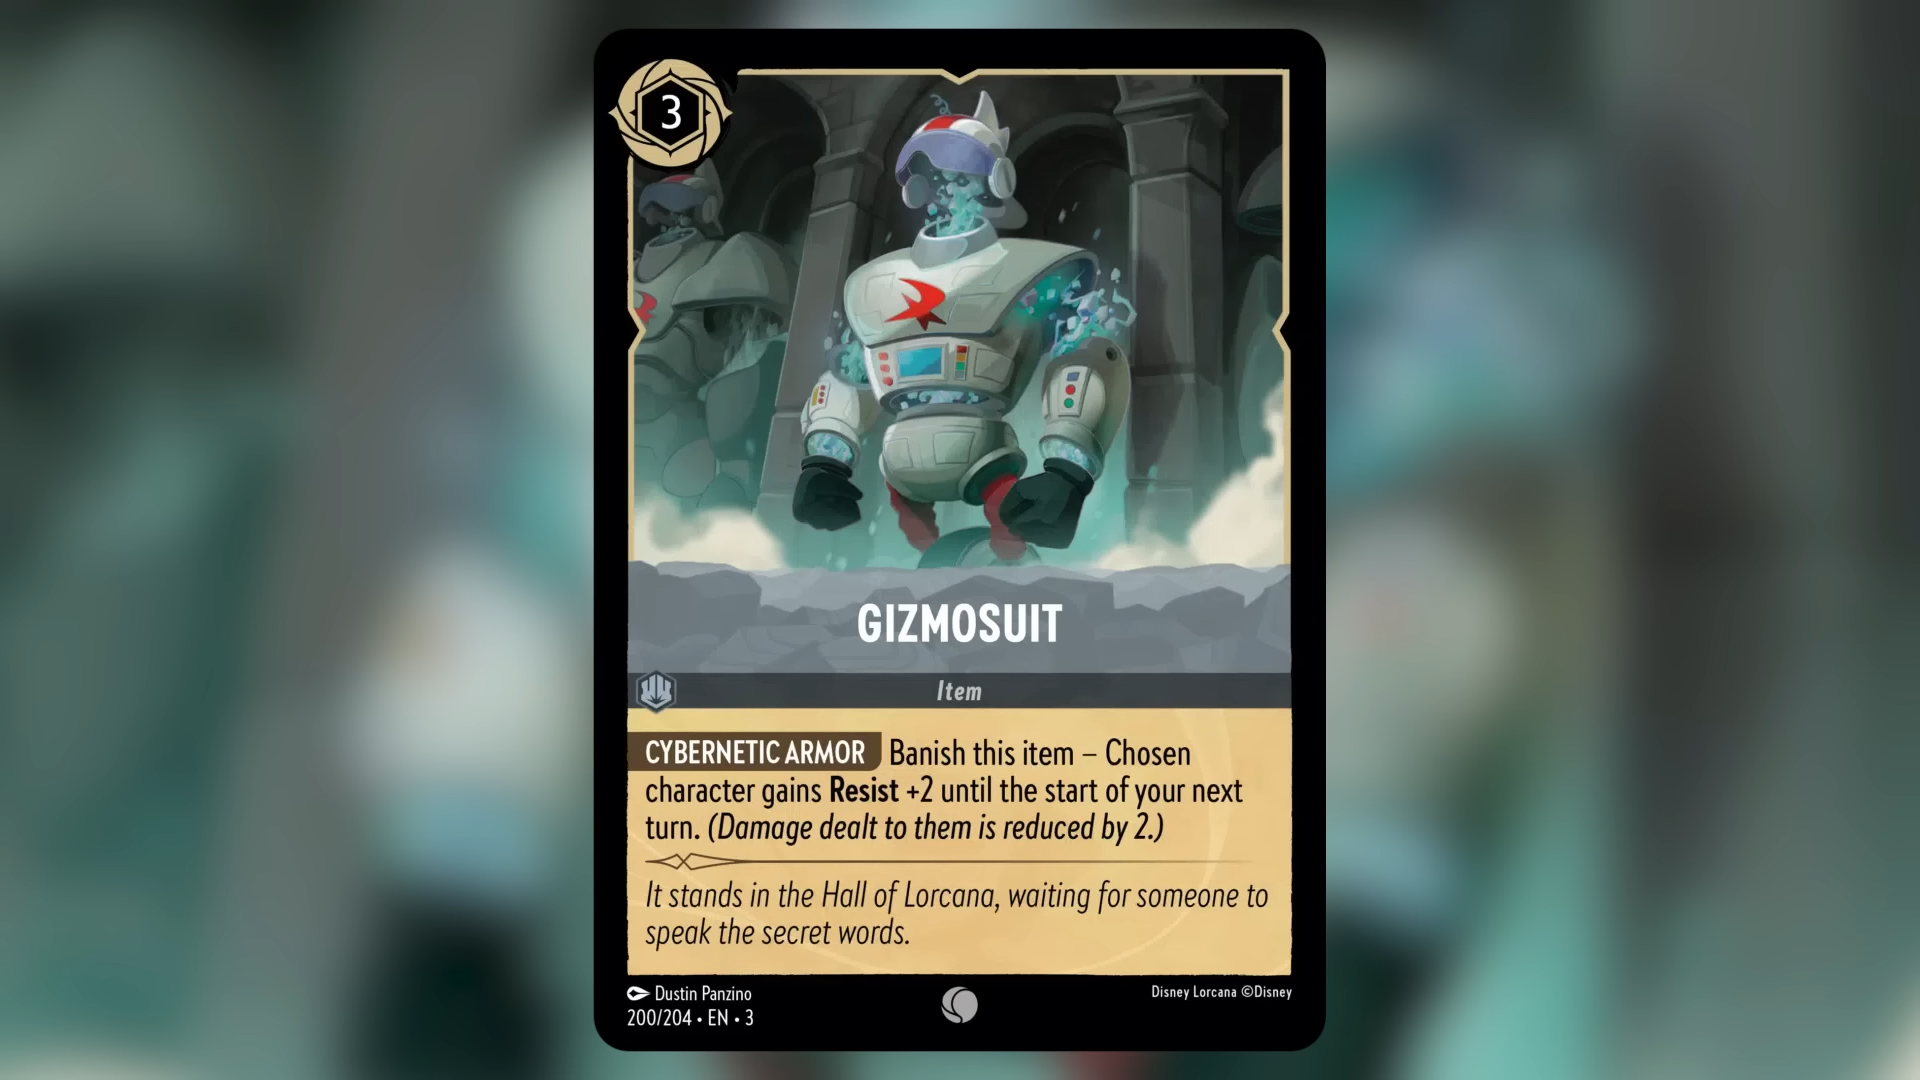 3
GIZMOSUIT
Item
CYBERNETIC ARMOR Banish this item – Chosen
character gains Resist +2 until the start of your next
turn. (Damage dealt to them is reduced by 2.)
It stands in the Hall of Lorcana, waiting for someone to
speak the secret words.
Dustin Panzino
Disney Lorcana ©Disney
200/204 • EN • 3